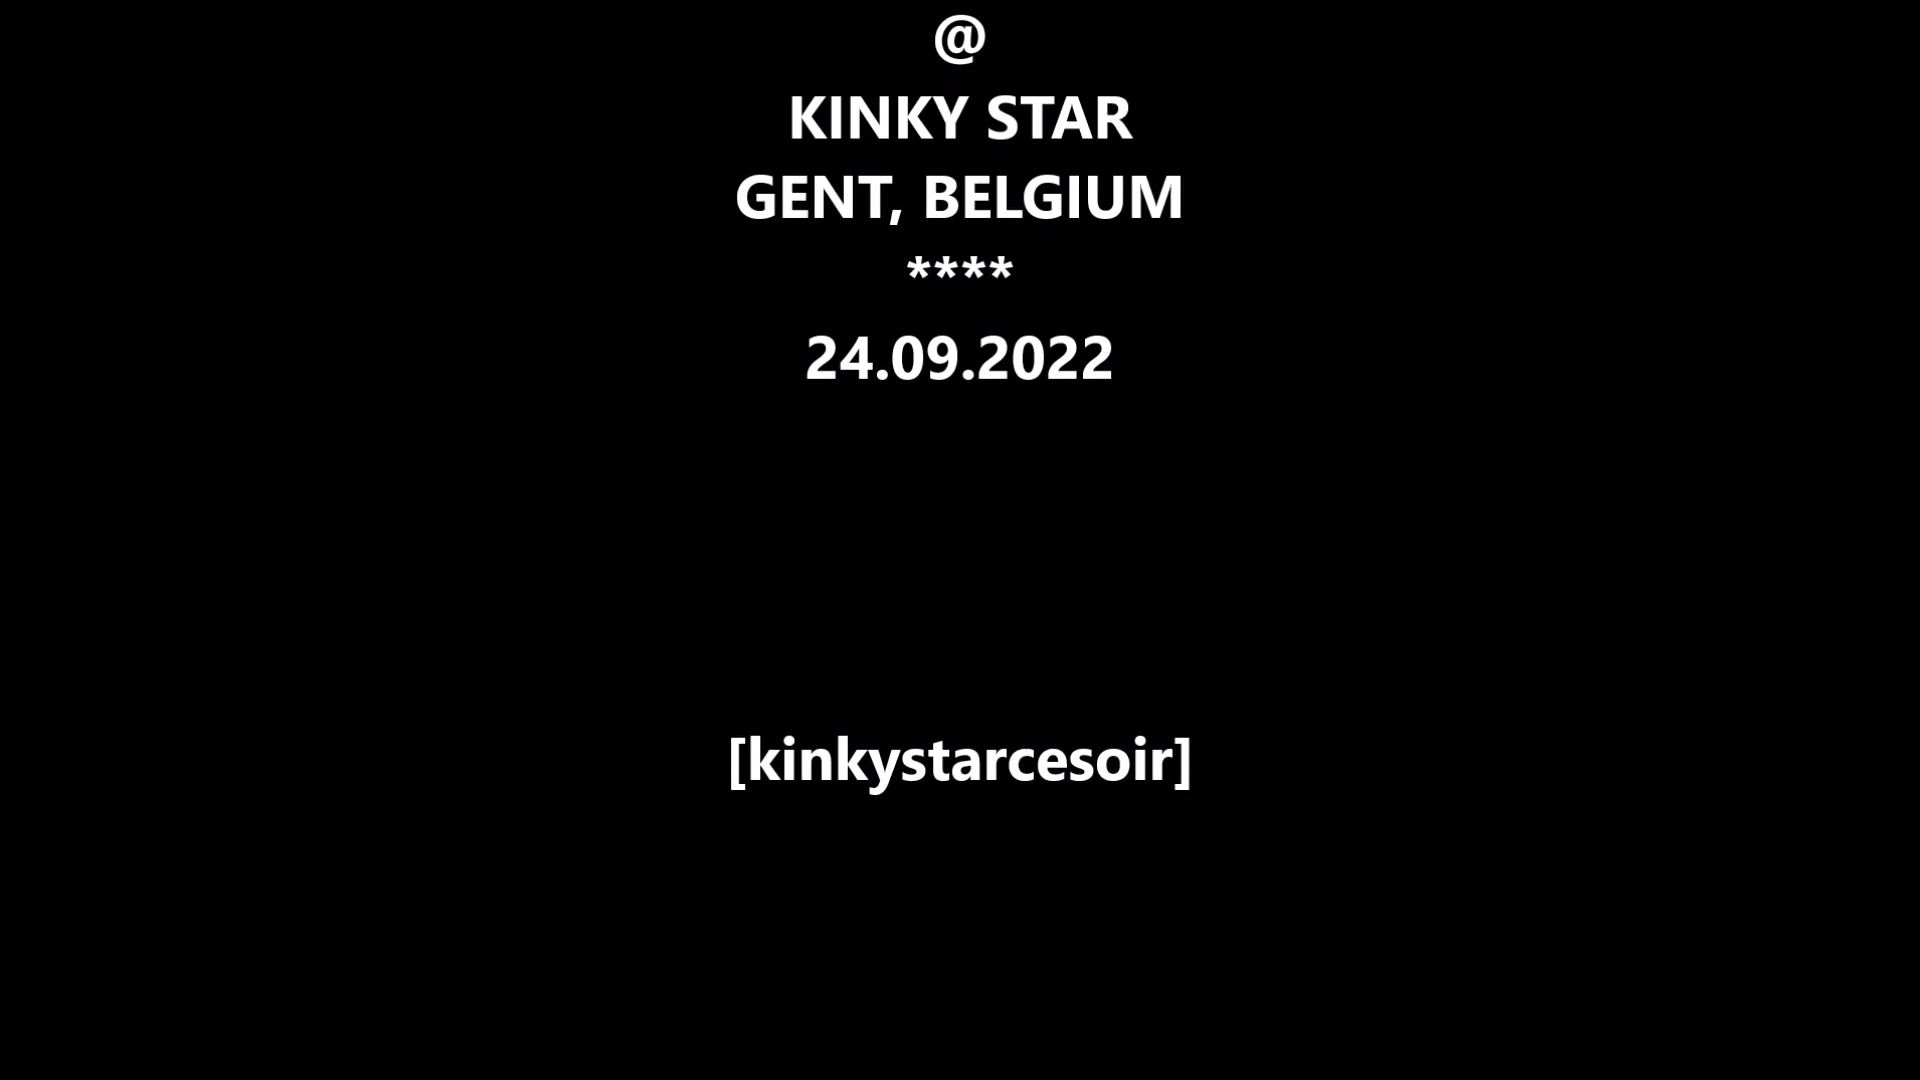 @
KINKY STAR
GENT, BELGIUM
****
24.09.2022
[kinkystarcesoir]